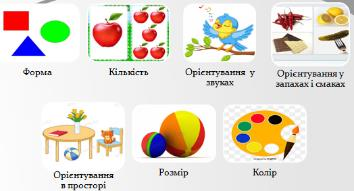 Форма
Кількість
Орієнтування у
звуках
Орієнтування у
запахах і смаках
Орієнтування
в просторі
Розмір
Колір